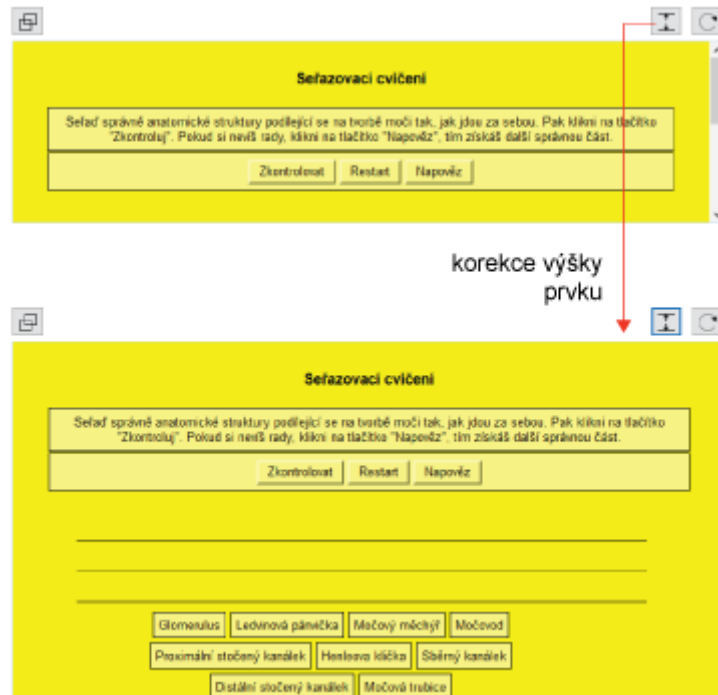 Seřazovací cvičení
Seřaď správně anatomické struktury podílející se na tvorbě moči tak, jak jdou za sebou. Pak klikni na tlačítko
"Zkontroluj". Pokud si nevíš rady, klikni na tlačítko "Napověz", tím získáš další správnou část.
Zkontrolovat Restart Napověz
korekce výšky
prvku
Seřazovací cvičení
Seřaď správně anatomické struktury podílející se na tvorbě moči tak, jak jdou za sebou. Pak klikni na tlačítko
"Zkontroluj". Pokud si nevíš rady, klikni na tlačítko "Napověz", tím získáš další správnou část.
Zkontrolovat Restart Napověz
Glomerulus Ledvinová pánvička Močový měchýř Močovod
Proximální stočený kanálek Henleova klička Sběrný kanálek
Distální stočený kanálek Močová trubice